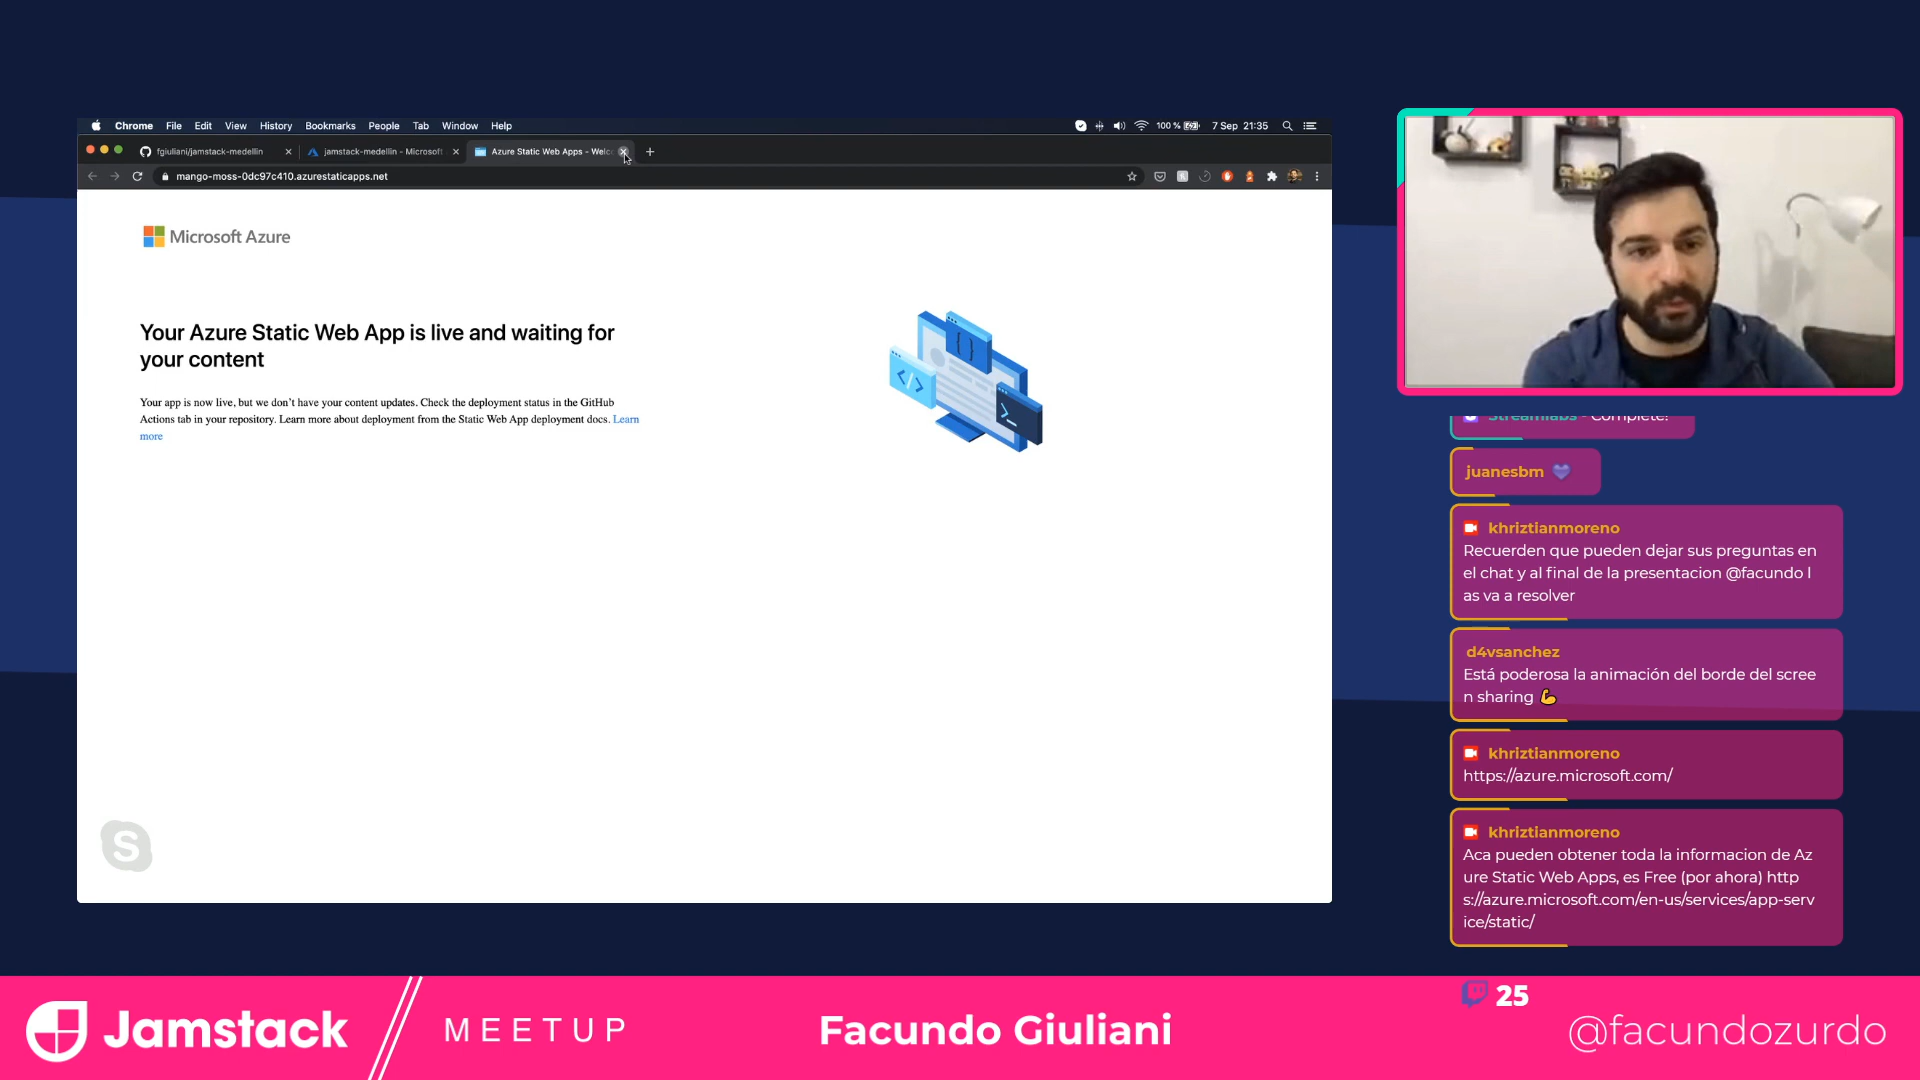 Chrome File Edit View History Bookmarks People Tab Window Help
100 % 7 Sep 21:35
fgiuliani/jamstack-medellin
jamstack-medellin - Microsoft
Azure Static Web Apps - Welc
mango-moss-0dc97c410.azurestaticapps.net
Microsoft Azure
Your Azure Static Web App is live and waiting for
your content
Your app is now live, but we don’t have your content updates. Check the deployment status in the GitHub
Actions tab in your repository. Learn more about deployment from the Static Web App deployment docs. Learn
more
Streamlabs - Complete!
juanesbm 💜
khriztianmoreno
Recuerden que pueden dejar sus preguntas en
el chat y al final de la presentacion @facundo l
as va a resolver
d4vsanchez
Está poderosa la animación del borde del scree
n sharing 💪
khriztianmoreno
https://azure.microsoft.com/
khriztianmoreno
Aca pueden obtener toda la informacion de Az
ure Static Web Apps, es Free (por ahora) http
s://azure.microsoft.com/en-us/services/app-serv
ice/static/
25
Jamstack
MEETUP
Facundo Giuliani
@facundozurdo